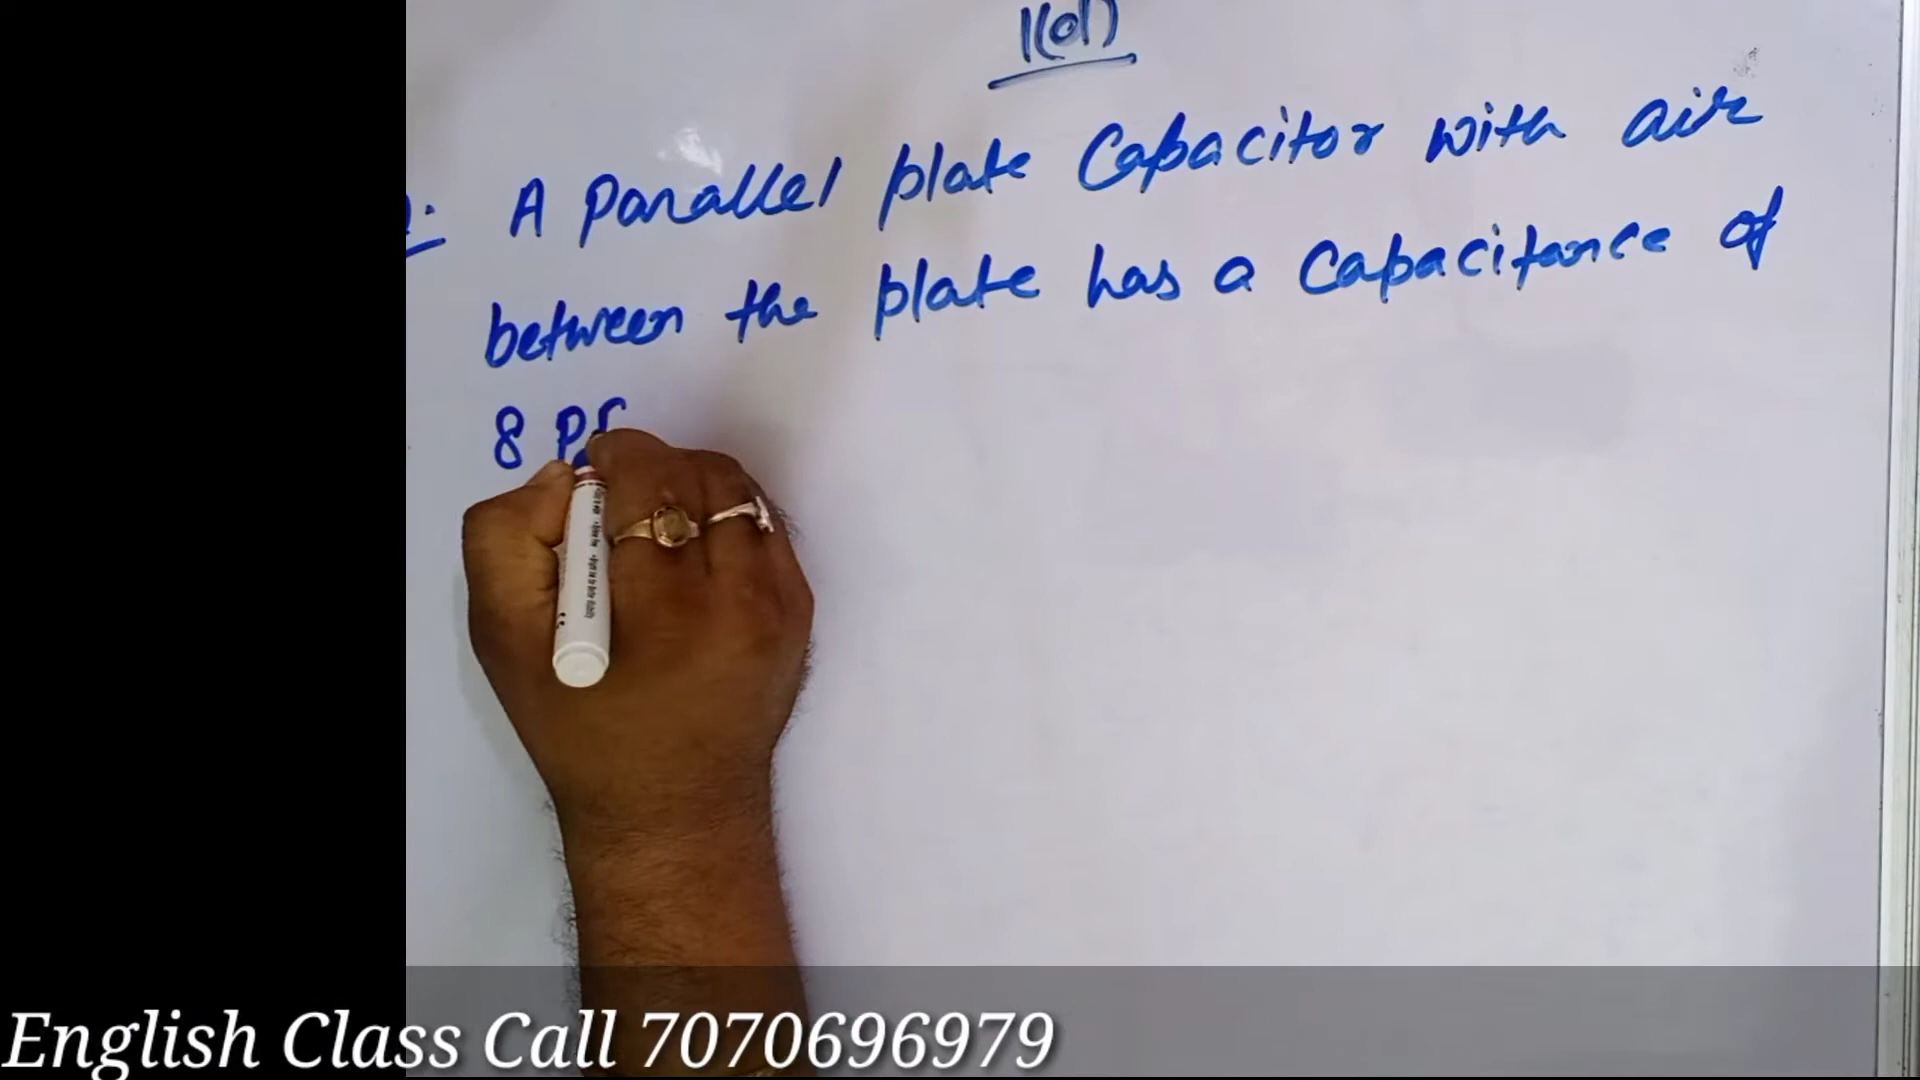 1(d)
A Parallel plate Capacitor with air
between the plate has a Capacitance of
8 PF
English Class Call 7070696979